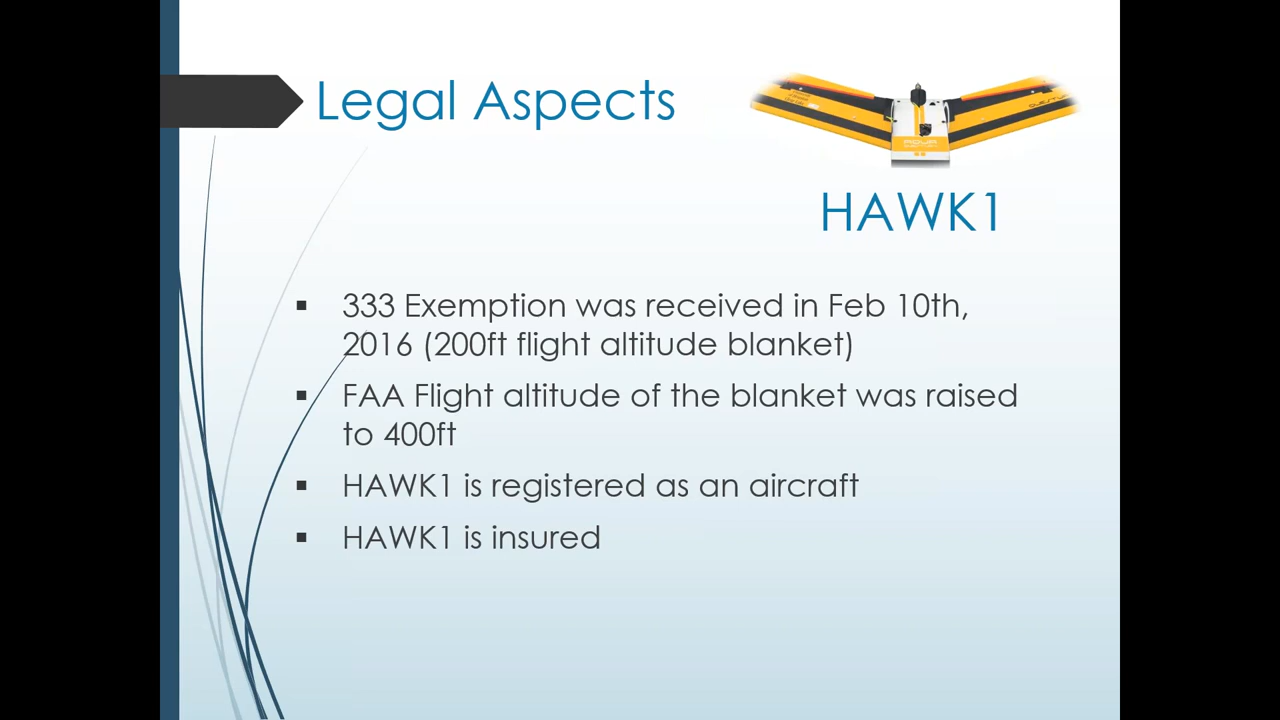 Legal Aspects
HAWK1
▪ 333 Exemption was received in Feb 10th,
2016 (200ft flight altitude blanket)
▪ FAA Flight altitude of the blanket was raised
to 400ft
▪ HAWK1 is registered as an aircraft
▪ HAWK1 is insured